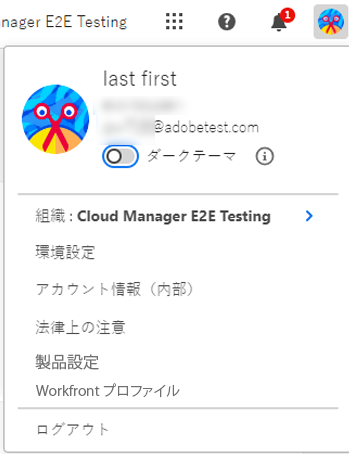 nager E2E Testing
1
last first
@adobetest.com
ダークテーマ
組織 : Cloud Manager E2E Testing
環境設定
アカウント情報（内部）
法律上の注意
製品設定
Workfront プロファイル
ログアウト